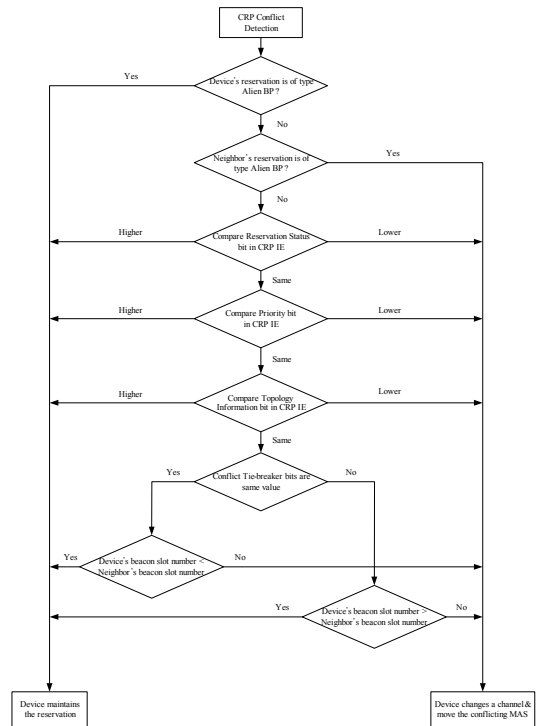 CRP Conflict
Detection
Yes
Device's reservation is of type
Alien BP ?
No
Neighbor's reservation is of
type Alien BP ?
Yes
No
Higher
Compare Reservation Status
bit in CRP IE
Lower
Same
Higher
Compare Priority bit
in CRP IE
Lower
Same
Higher
Compare Topology
Information bit in CRP IE
Lower
Same
Yes
Conflict Tie-breaker bits are
same value
No
Yes
Device's beacon slot number <
Neighbor's beacon slot number
No
Yes
Device's beacon slot number >
Neighbor's beacon slot number
No
Device maintains
the reservation
Device changes a channel &
move the conflicting MAS